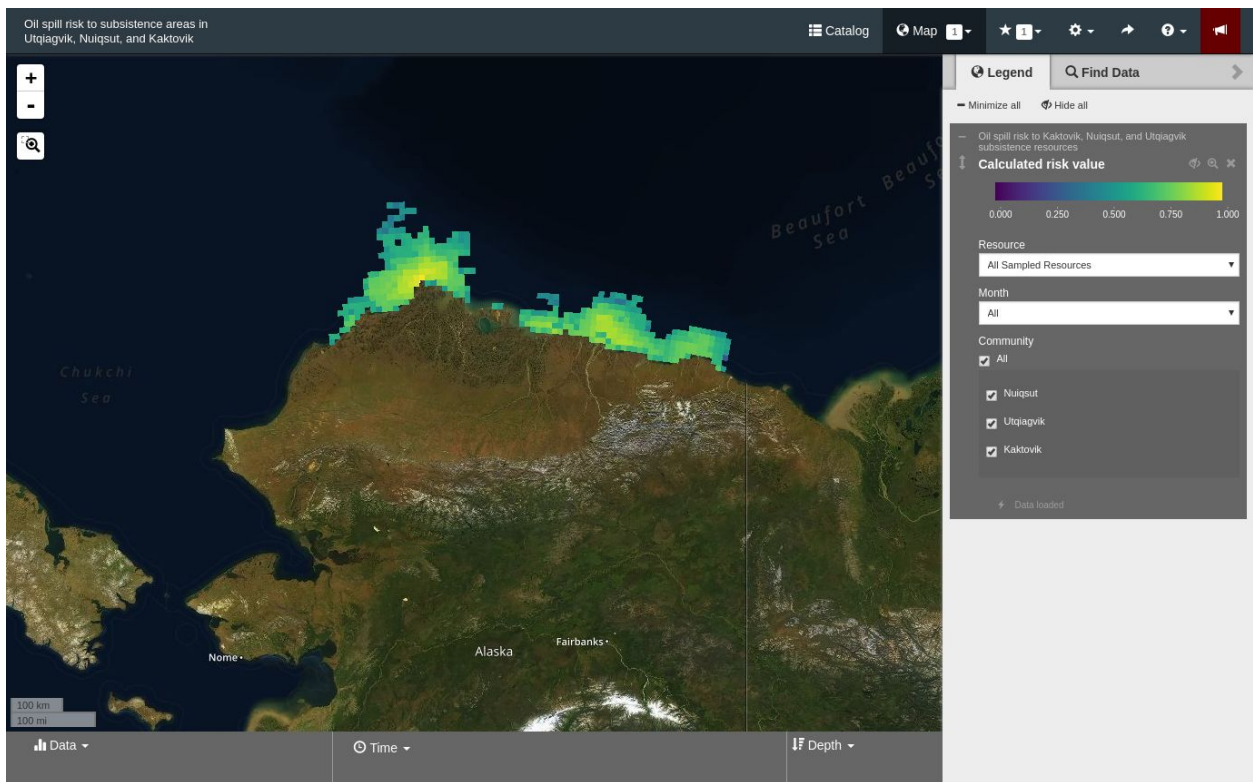 Oil spill risk to subsistence areas in
Utqiagvik, Nuiqsut, and Kaktovik
Catalog
Map 1
1
?
+
-
Beaufort
Sea
Beaufort
Sea
Chukchi
Sea
Nome
Alaska
Fairbanks
100 km
100 mi
Data
Time
Depth
Legend
Find Data
Minimize all
Hide all
Oil spill risk to Kaktovik, Nuiqsut, and Utqiagvik
subsistence resources
Calculated risk value
0.000 0.250 0.500 0.750 1.000
Resource
All Sampled Resources
Month
All
Community
All
Nuiqsut
Utqiagvik
Kaktovik
Data loaded